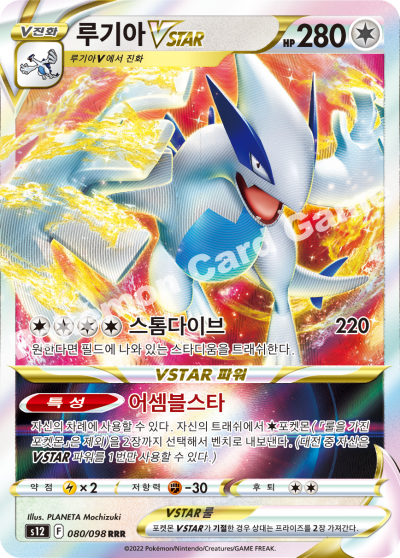 V진화 루기아 VSTAR HP 280
루기아V에서 진화
Pokémon Card Game
스톰다이브 220
원한다면 필드에 나와 있는 스타디움을 트래쉬한다.
VSTAR 파워
특성 어셈블스타
자신의 차례에 사용할 수 있다. 자신의 트래쉬에서 포켓몬(「룰을 가진
포켓몬」은 제외)을 2장까지 선택해서 벤치로 내보낸다. (대전 중 자신은
VSTAR 파워를 1번만 사용할 수 있다.)
약점 ×2 저항력 -30 후퇴
Illus. PLANETA Mochizuki
s12 F 080/098 RRR
VSTAR룰
포켓몬 VSTAR가 기절한 경우 상대는 프라이즈를 2장 가져간다.
©2022 Pokémon/Nintendo/Creatures/GAME FREAK.